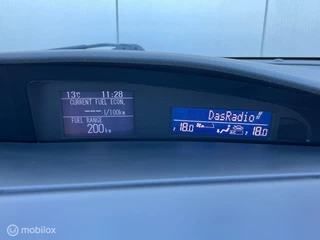 13°C 11:28
CURRENT FUEL ECON.
---- l/100km
FUEL RANGE
200km
DasRadio#
18.0 18.0
mobilox